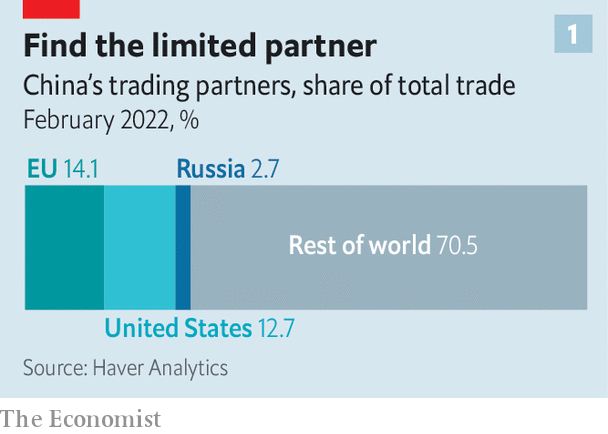 1
Find the limited partner
China’s trading partners, share of total trade
February 2022, %
EU 14.1
Russia 2.7
Rest of world 70.5
United States 12.7
Source: Haver Analytics
The Economist